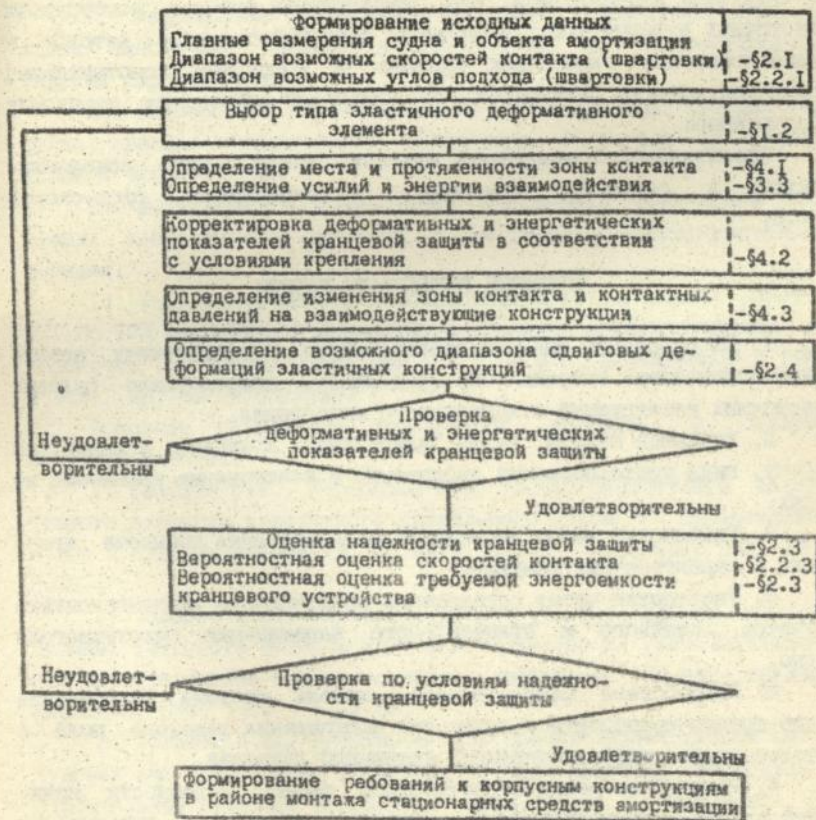 Формирование исходных данных
Главные размерения судна и объекта амортизации
Диапазон возможных скоростей контакта (швартовки) -§2.I
Диапазон возможных углов подхода (швартовки) -§2.2.I
Выбор типа эластичного деформативного
элемента -§I.2
Определение места и протяженности зоны контакта -§4.I
Определение усилий и энергии взаимодействия -§3.3
Корректировка деформативных и энергетических
показателей кранцевой защиты в соответствии
с условиями крепления -§4.2
Определение изменения зоны контакта и контактных
давлений на взаимодействующие конструкции -§4.3
Определение возможного диапазона сдвиговых де-
формаций эластичных конструкций -§2.4
Проверка
деформативных и энергетических
показателей кранцевой защиты
Неудовлет-
ворительны
Удовлетворительны
Оценка надежности кранцевой защиты -§2.3
Вероятностная оценка скоростей контакта -§2.2.3
Вероятностная оценка требуемой энергоемкости -§2.3
кранцевого устройства
Неудовлет-
ворительны
Проверка по условиям надежно-
сти кранцевой защиты
Удовлетворительны
Формирование ребований к корпусным конструкциям
в районе монтажа стационарных средств амортизации